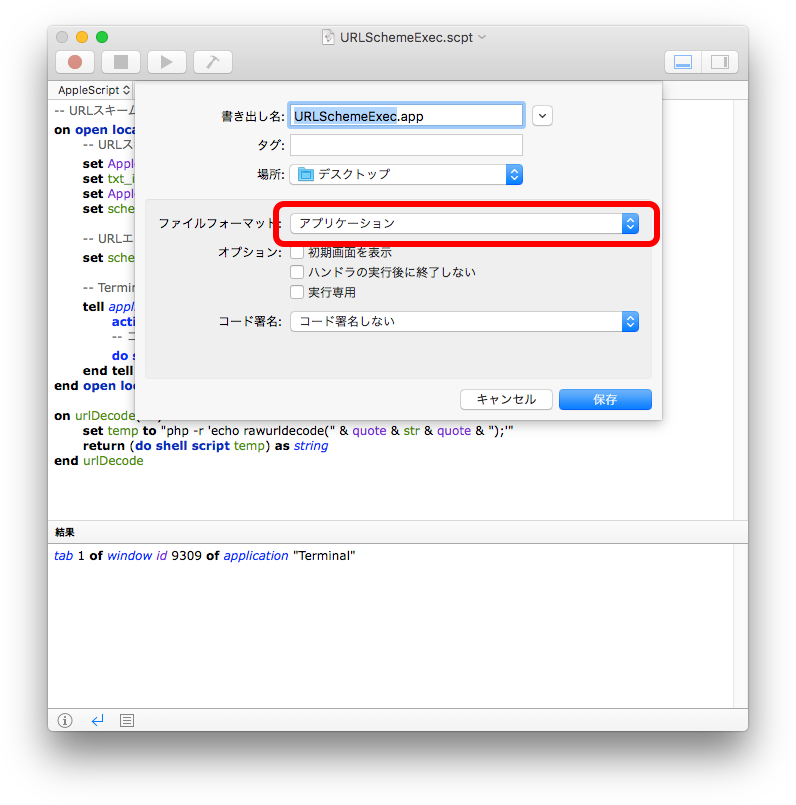 URLSchemeExec.scpt
AppleScript
書き出し名: URLSchemeExec.app
タグ:
場所: デスクトップ
ファイルフォーマット: アプリケーション
オプション: 初期画面を表示
ハンドラの実行後に終了しない
実行専用
コード署名: コード署名しない
キャンセル 保存
-- URLスキーム
on open loca
-- URLス
set Appl
set txt_i
set Appl
set sche
-- URLエ
set sche
-- Termin
tell appli
acti
-- コ
do s
end tell
end open loc
on urlDecode(
set temp to "php -r 'echo rawurldecode(" & quote & str & quote & ");'"
return (do shell script temp) as string
end urlDecode
結果
tab 1 of window id 9309 of application "Terminal"